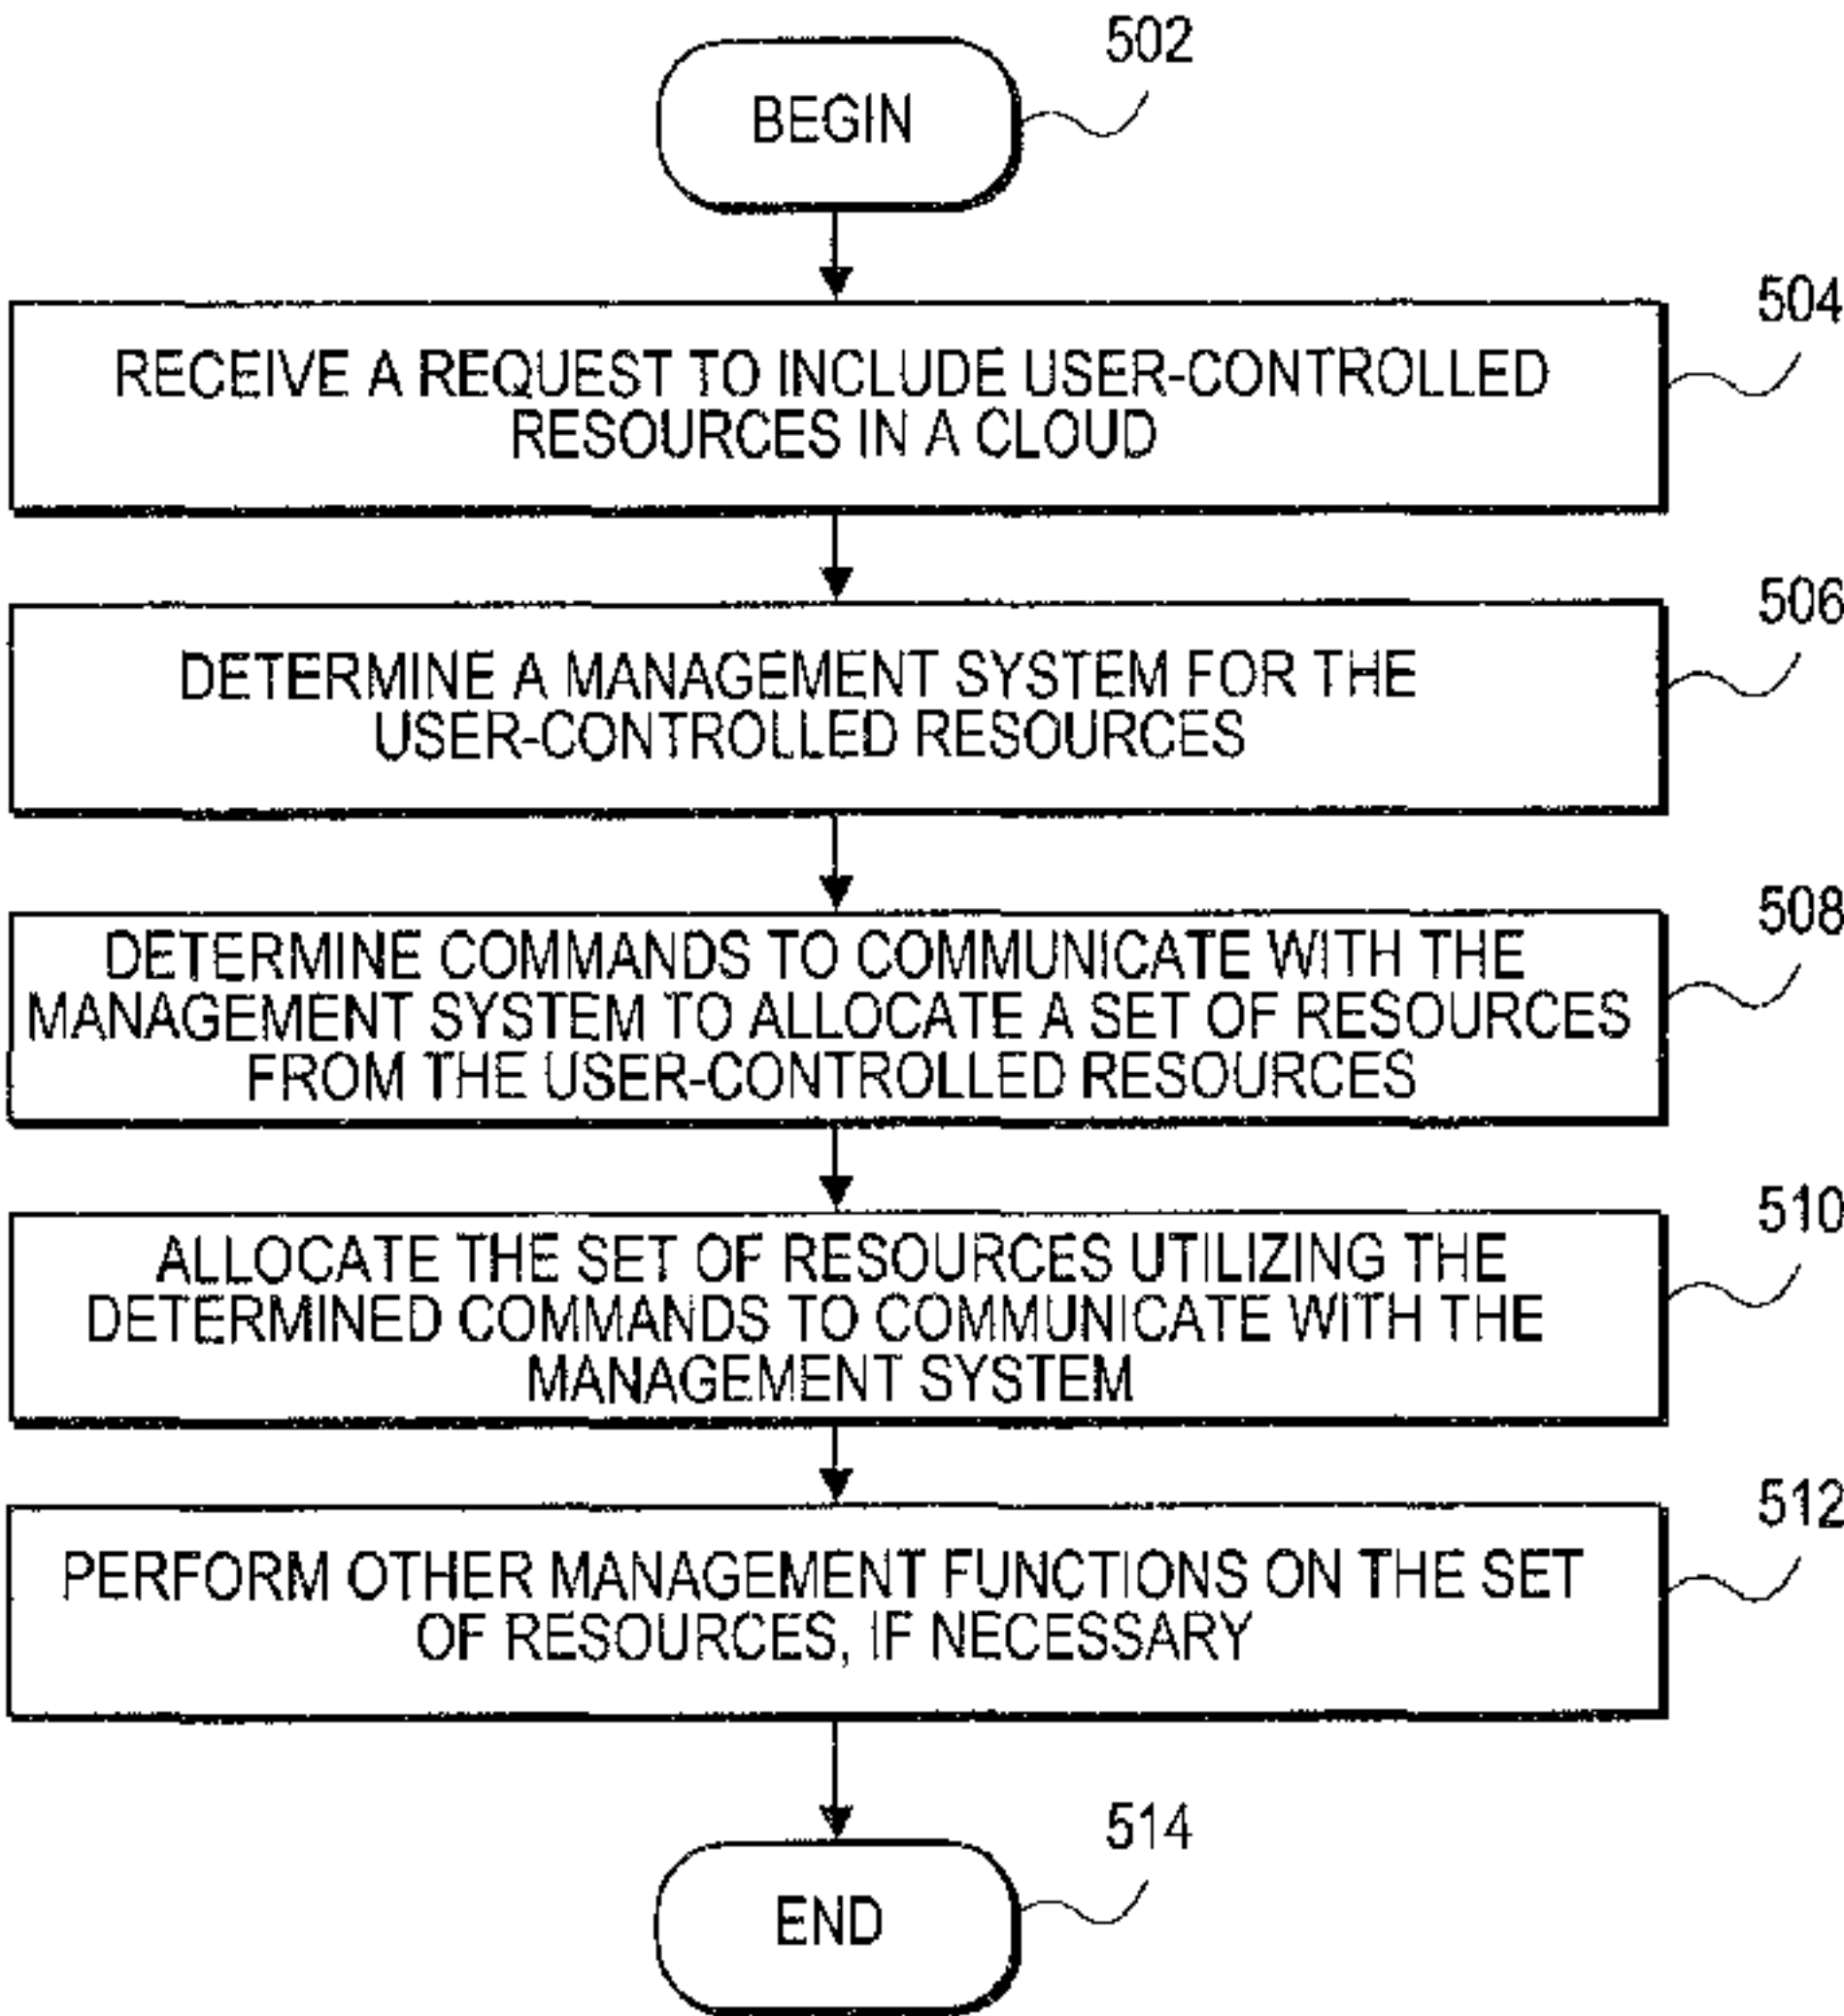 502
BEGIN
504
RECEIVE A REQUEST TO INCLUDE USER-CONTROLLED
RESOURCES IN A CLOUD
506
DETERMINE A MANAGEMENT SYSTEM FOR THE
USER-CONTROLLED RESOURCES
508
DETERMINE COMMANDS TO COMMUNICATE WITH THE
MANAGEMENT SYSTEM TO ALLOCATE A SET OF RESOURCES
FROM THE USER-CONTROLLED RESOURCES
510
ALLOCATE THE SET OF RESOURCES UTILIZING THE
DETERMINED COMMANDS TO COMMUNICATE WITH THE
MANAGEMENT SYSTEM
512
PERFORM OTHER MANAGEMENT FUNCTIONS ON THE SET
OF RESOURCES, IF NECESSARY
514
END